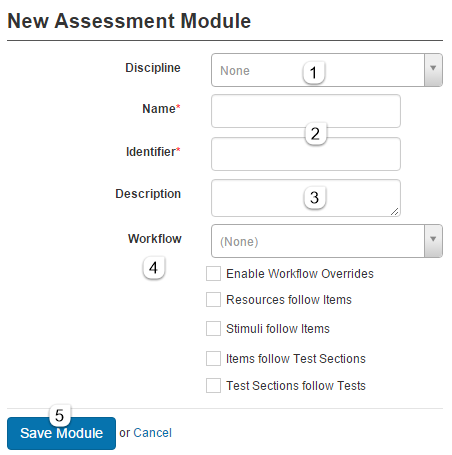 New Assessment Module
Discipline None 1
Name*
2
Identifier*
Description 3
Workflow (None)
4 Enable Workflow Overrides
Resources follow Items
Stimuli follow Items
Items follow Test Sections
Test Sections follow Tests
5
Save Module or Cancel